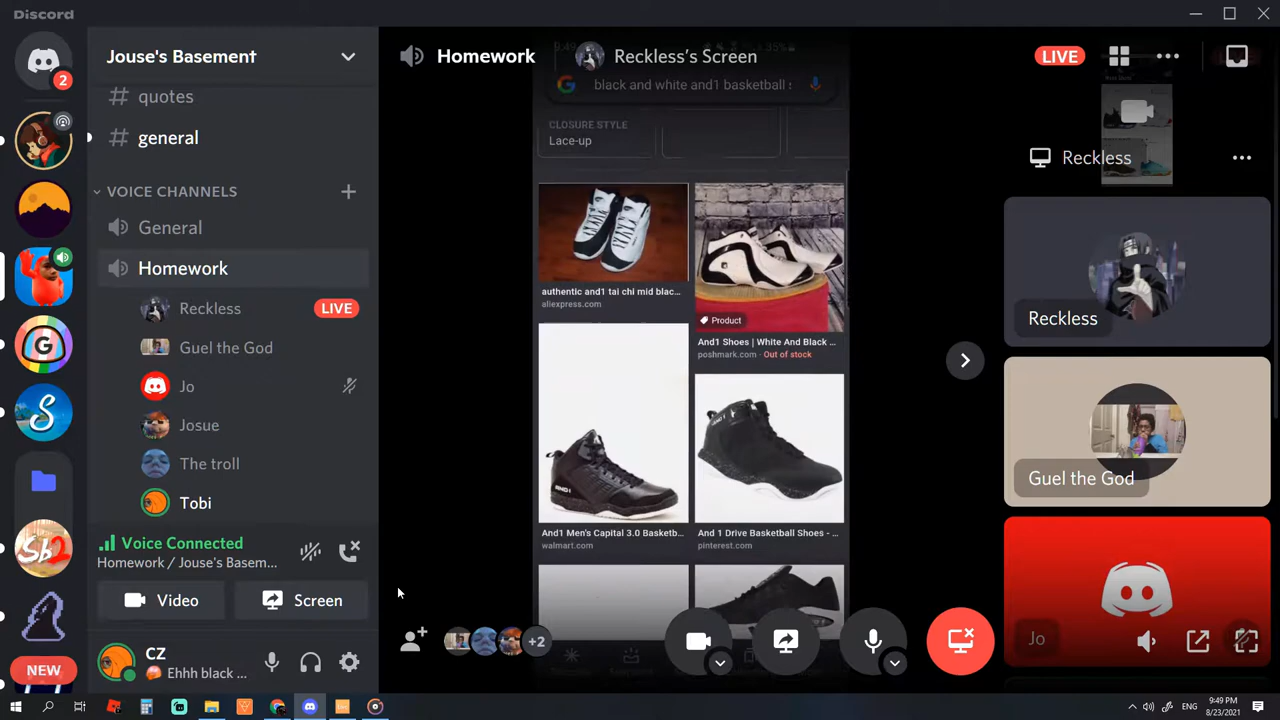 Discord
Jouse's Basement
Homework
Reckless's Screen
LIVE
2
quotes
general
VOICE CHANNELS
General
Homework
Reckless
LIVE
Guel the God
Jo
Josue
The troll
Tobi
Voice Connected
Homework / Jouse's Basem...
Video
Screen
CZ
Ehhh black ...
NEW
9:49
35%
black and white and1 basketball s
CLOSURE STYLE
Lace-up
authentic and1 tai chi mid blac...
aliexpress.com
Product
And1 Shoes | White And Black ...
poshmark.com · Out of stock
And1 Men's Capital 3.0 Basketb...
walmart.com
And 1 Drive Basketball Shoes - ...
pinterest.com
+2
Reckless
Reckless
Guel the God
Jo
ENG
9:49 PM
8/23/2021